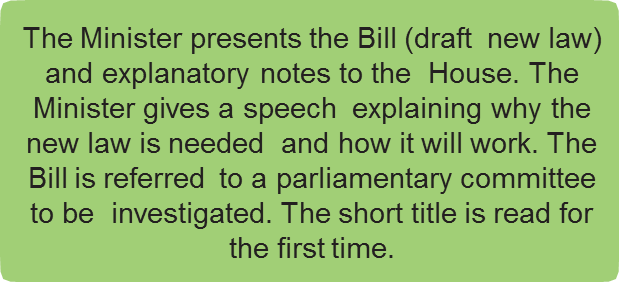 The Minister presents the Bill (draft new law)
and explanatory notes to the House. The
Minister gives a speech explaining why the
new law is needed and how it will work. The
Bill is referred to a parliamentary committee
to be investigated. The short title is read for
the first time.